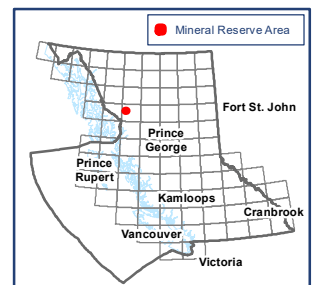 Mineral Reserve Area
Fort St. John
Prince
George
Prince
Rupert
Kamloops
Cranbrook
Vancouver
Victoria